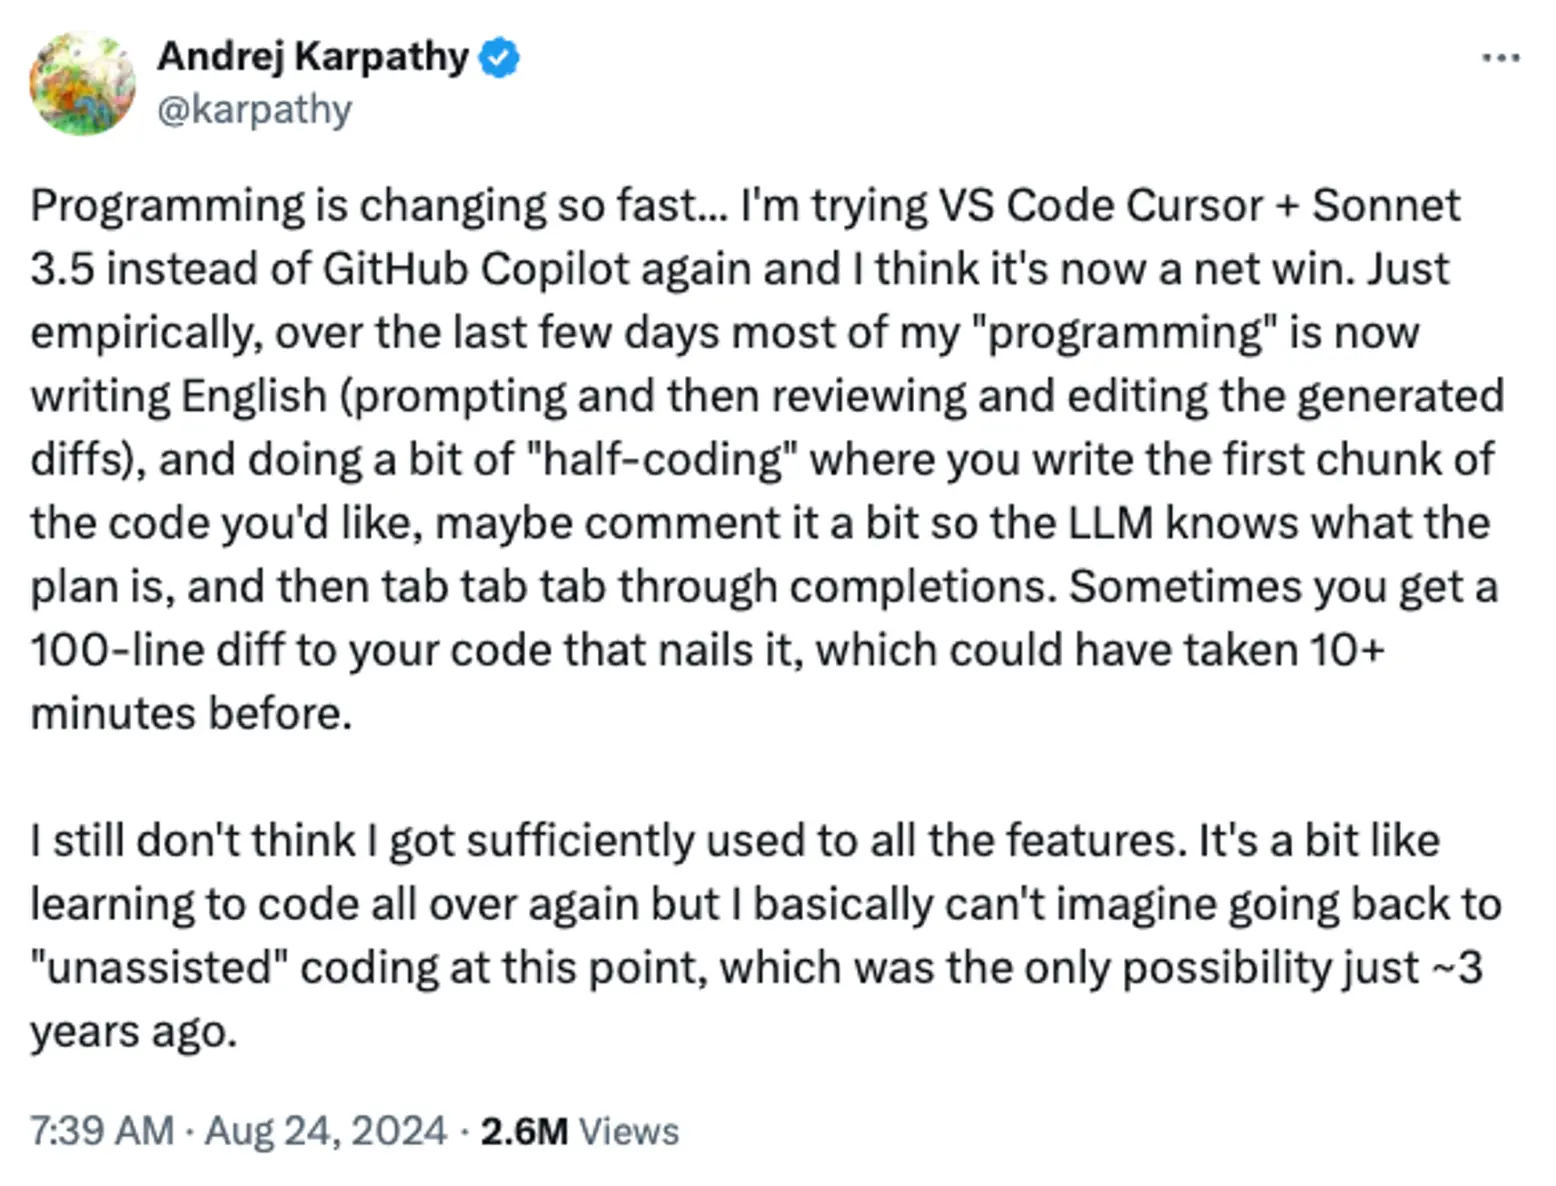 Andrej Karpathy
@karpathy
Programming is changing so fast... I'm trying VS Code Cursor + Sonnet
3.5 instead of GitHub Copilot again and I think it's now a net win. Just
empirically, over the last few days most of my "programming" is now
writing English (prompting and then reviewing and editing the generated
diffs), and doing a bit of "half-coding" where you write the first chunk of
the code you'd like, maybe comment it a bit so the LLM knows what the
plan is, and then tab tab tab through completions. Sometimes you get a
100-line diff to your code that nails it, which could have taken 10+
minutes before.
I still don't think I got sufficiently used to all the features. It's a bit like
learning to code all over again but I basically can't imagine going back to
"unassisted" coding at this point, which was the only possibility just ~3
years ago.
7:39 AM · Aug 24, 2024 · 2.6M Views